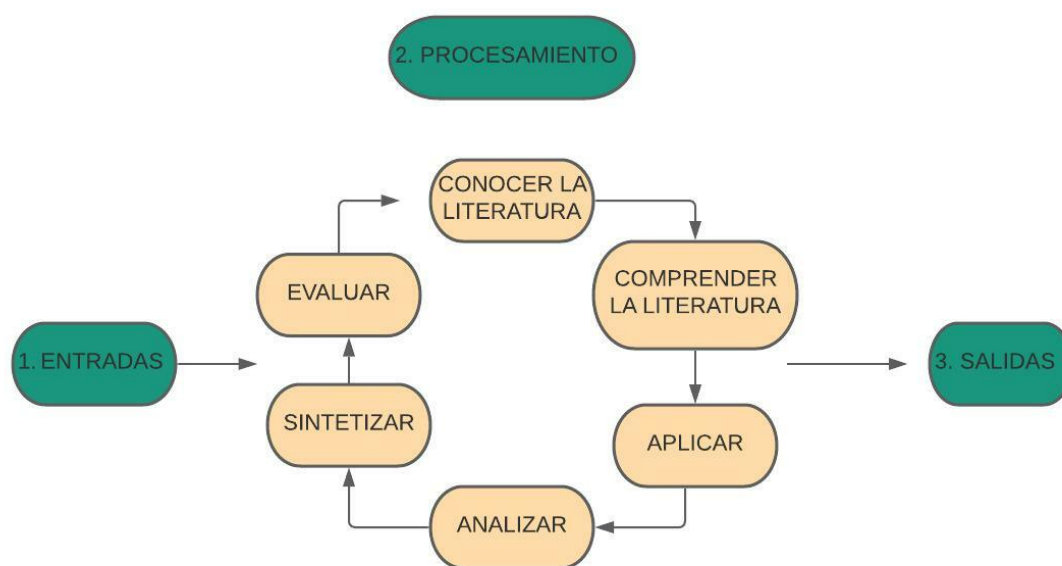 2. PROCESAMIENTO
CONOCER LA
LITERATURA
COMPRENDER
LA LITERATURA
EVALUAR
1. ENTRADAS
3. SALIDAS
SINTETIZAR
APLICAR
ANALIZAR